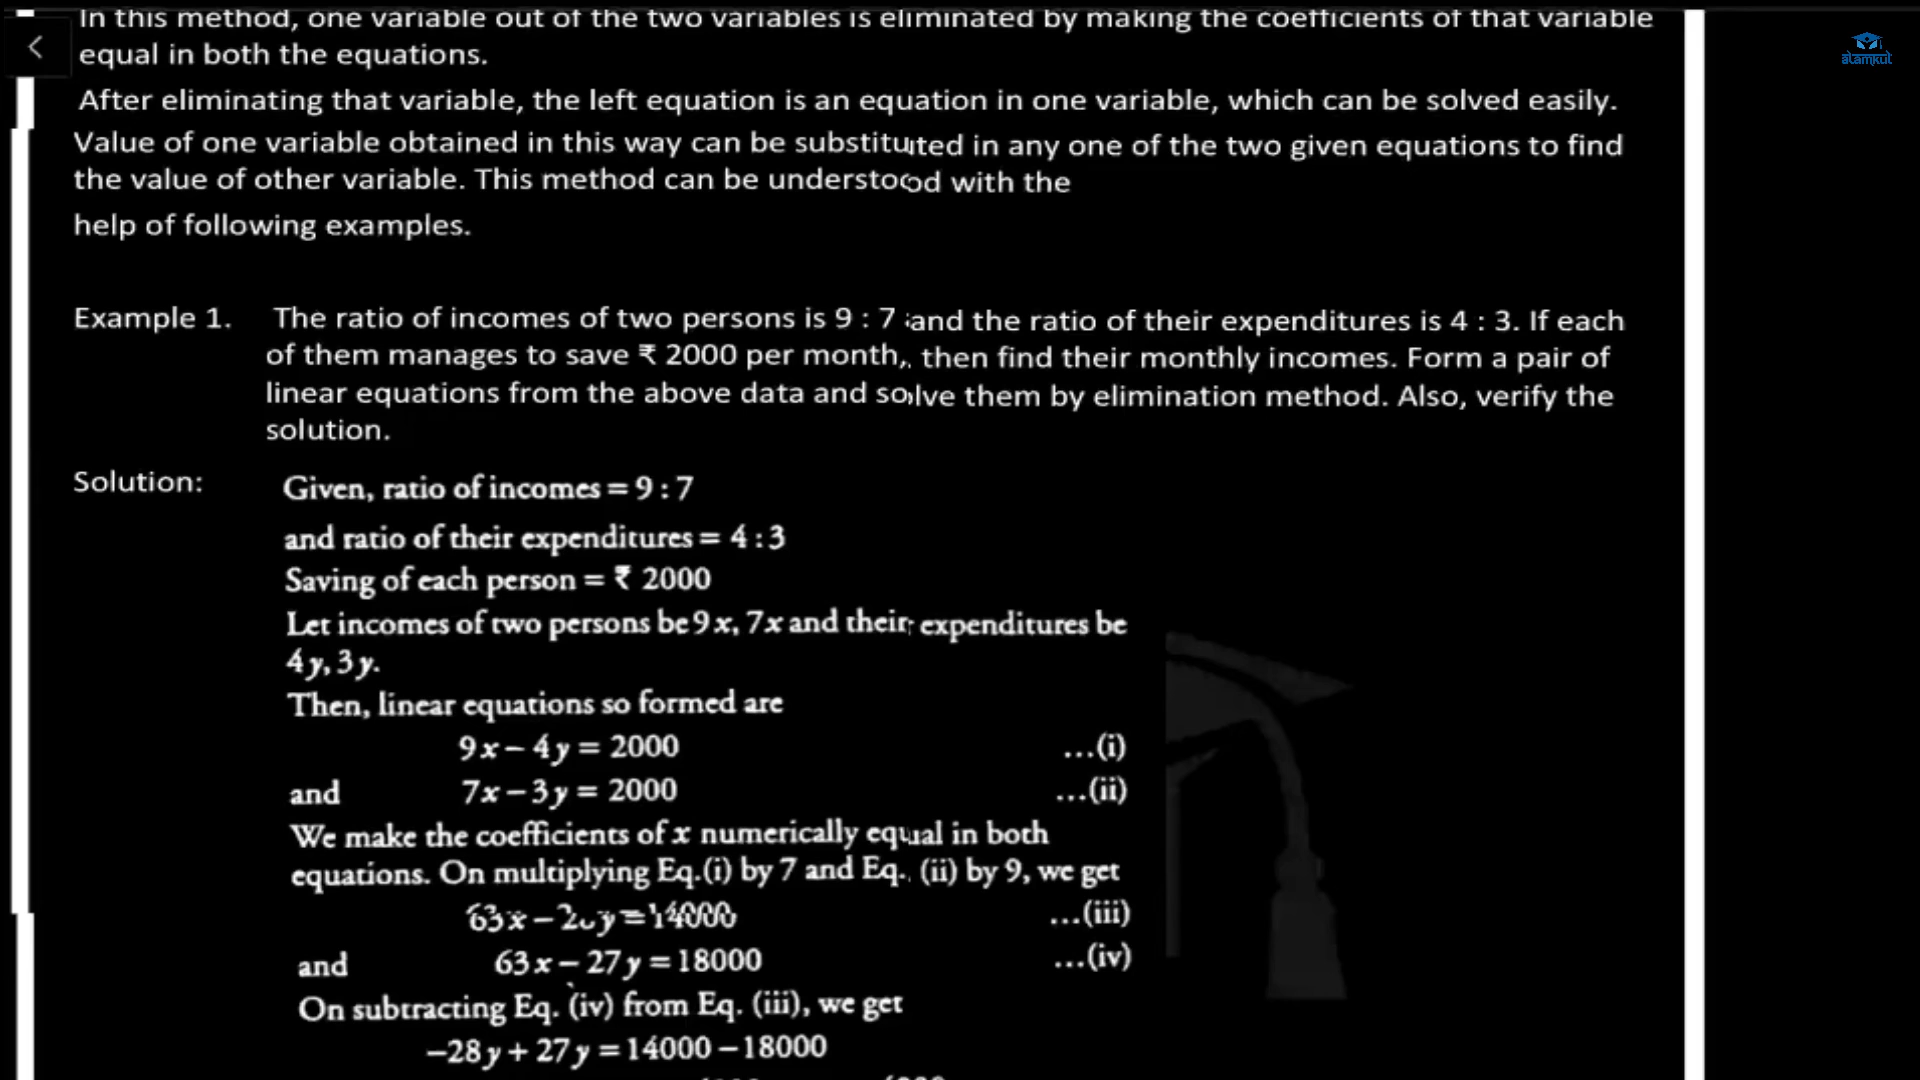 In this method, one variable out of the two variables is eliminated by making the coefficients of that variable
equal in both the equations.
alamkul
After eliminating that variable, the left equation is an equation in one variable, which can be solved easily.
Value of one variable obtained in this way can be substituted in any one of the two given equations to find
the value of other variable. This method can be understood with the
help of following examples.
Example 1. The ratio of incomes of two persons is 9 : 7 and the ratio of their expenditures is 4 : 3. If each
of them manages to save ₹ 2000 per month, then find their monthly incomes. Form a pair of
linear equations from the above data and solve them by elimination method. Also, verify the
solution.
Solution: Given, ratio of incomes = 9 : 7
and ratio of their expenditures = 4 : 3
Saving of each person = ₹ 2000
Let incomes of two persons be 9x, 7x and their expenditures be
4y, 3y.
Then, linear equations so formed are
9x – 4y = 2000 ...(i)
and 7x – 3y = 2000 ...(ii)
We make the coefficients of x numerically equal in both
equations. On multiplying Eq.(i) by 7 and Eq. (ii) by 9, we get
63x – 28y = 14000 ...(iii)
and 63x – 27y = 18000 ...(iv)
On subtracting Eq. (iv) from Eq. (iii), we get
–28y + 27y = 14000 – 18000